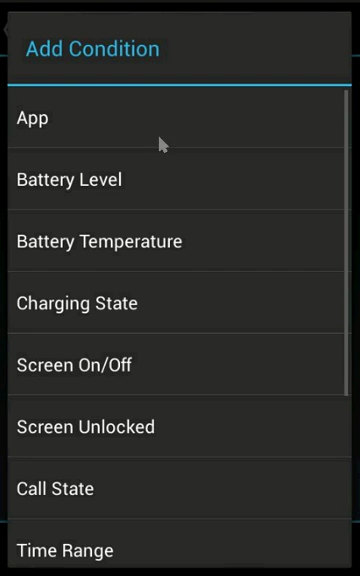 Add Condition
App
Battery Level
Battery Temperature
Charging State
Screen On/Off
Screen Unlocked
Call State
Time Range